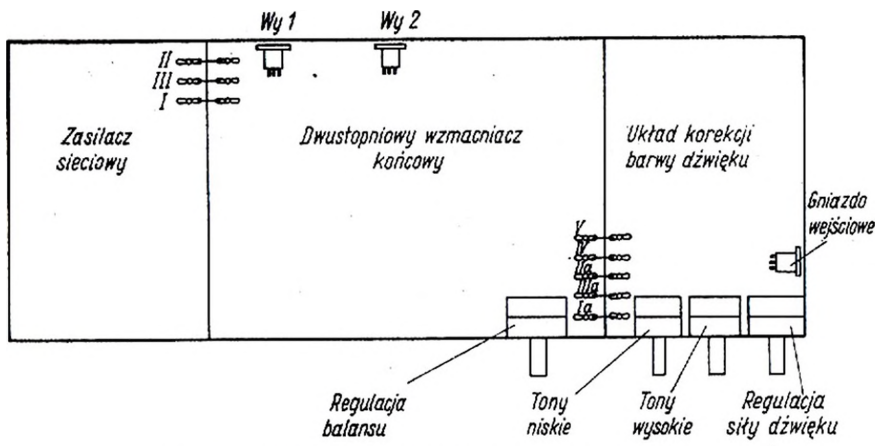 Wy 1
Wy 2
II
III
I
Zasilacz
sieciowy
Dwustopniowy wzmacniacz
końcowy
Układ korekcji
barwy dźwięku
Gniazdo
wejściowe
V
IV
IIa
IIIa
Ia
Regulacja
balansu
Tony
niskie
Tony
wysokie
Regulacja
siły dźwięku